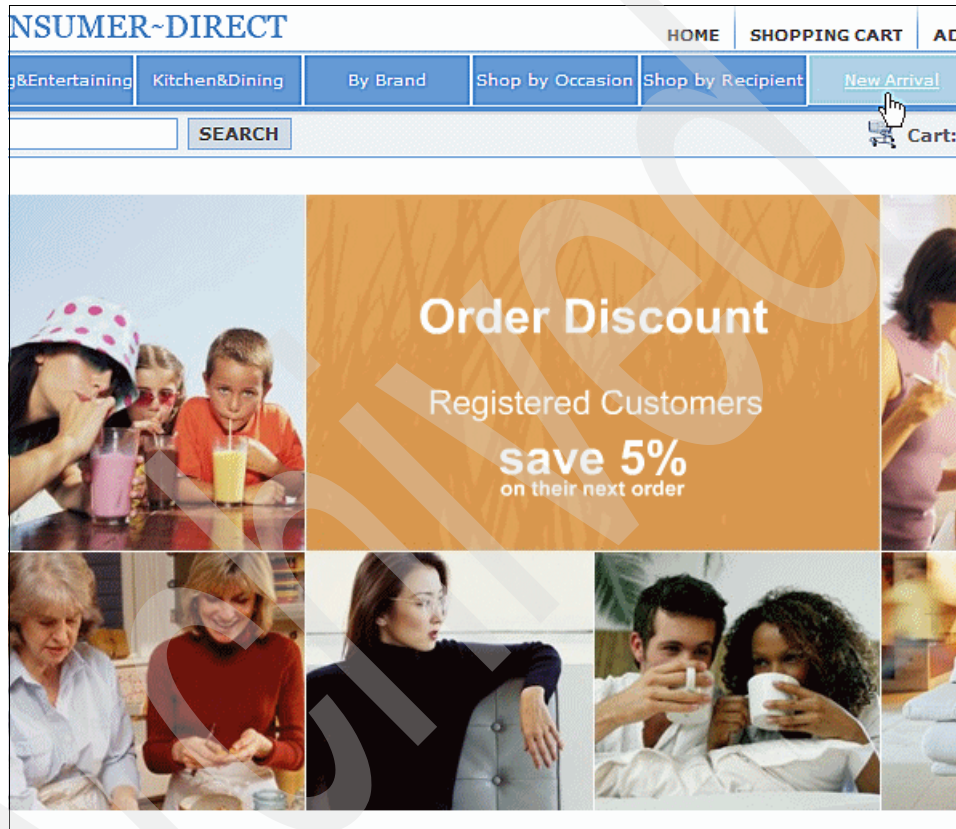 NSUMER~DIRECT
HOME SHOPPING CART AD
g&Entertaining Kitchen&Dining By Brand Shop by Occasion Shop by Recipient New Arrival
SEARCH
Cart:
Order Discount
Registered Customers
save 5%
on their next order